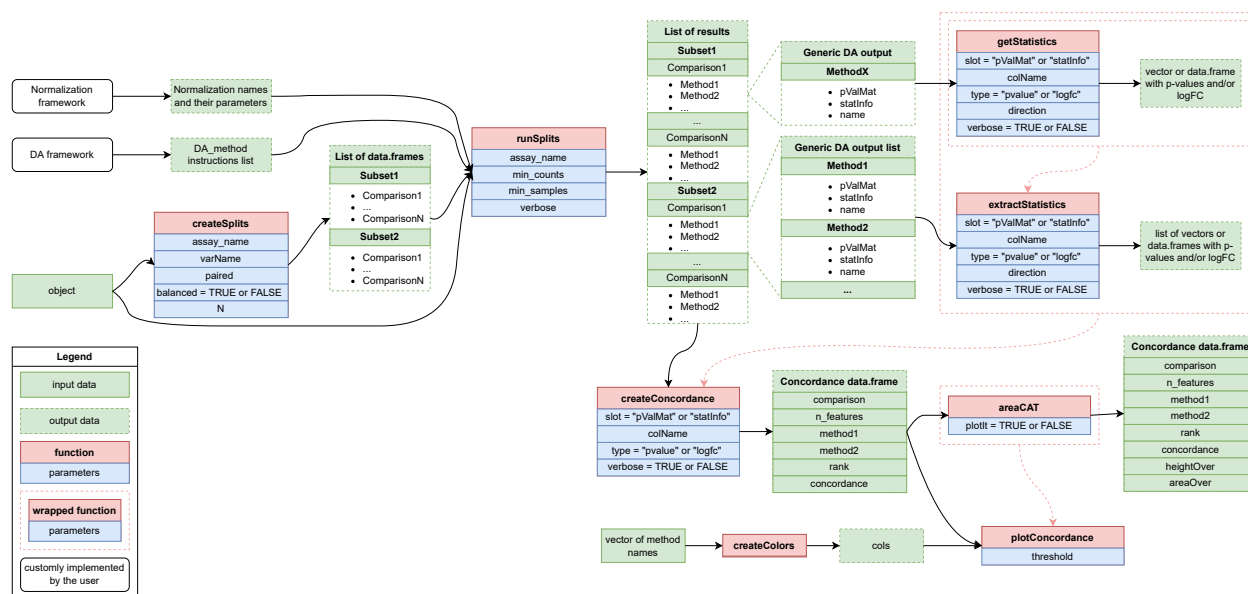 Normalization
framework
Normalization names
and their parameters
DA framework
DA_method
instructions list
object
createSplits
assay_name
varName
paired
balanced = TRUE or FALSE
N
List of data.frames
Subset1
• Comparison1
• ...
• ComparisonN
Subset2
• Comparison1
• ...
• ComparisonN
runSplits
assay_name
min_counts
min_samples
verbose
List of results
Subset1
Comparison1
• Method1
• Method2
• ...
...
ComparisonN
• Method1
• Method2
• ...
Subset2
Comparison1
• Method1
• Method2
• ...
...
ComparisonN
• Method1
• Method2
• ...
Generic DA output
MethodX
• pValMat
• statInfo
• name
Generic DA output list
Method1
• pValMat
• statInfo
• name
Method2
• pValMat
• statInfo
• name
...
getStatistics
slot = "pValMat" or "statInfo"
colName
type = "pvalue" or "logfc"
direction
verbose = TRUE or FALSE
vector or data.frame
with p-values and/or
logFC
extractStatistics
slot = "pValMat" or "statInfo"
colName
type = "pvalue" or "logfc"
direction
verbose = TRUE or FALSE
list of vectors or
data.frames with p-
values and/or logFC
Legend
input data
output data
function
parameters
wrapped function
parameters
customly implemented
by the user
createConcordance
slot = "pValMat" or "statInfo"
colName
type = "pvalue" or "logfc"
verbose = TRUE or FALSE
Concordance data.frame
comparison
n_features
method1
method2
rank
concordance
areaCAT
plotIt = TRUE or FALSE
Concordance data.frame
comparison
n_features
method1
method2
rank
concordance
heightOver
areaOver
vector of method
names
createColors
cols
plotConcordance
threshold